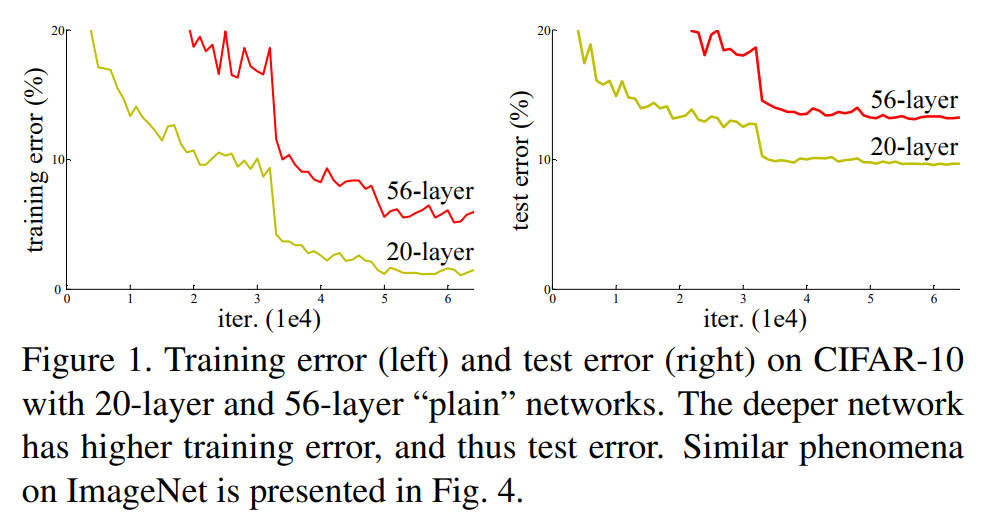 20
10
0
training error (%)
0 1 2 3 4 5 6
iter. (1e4)
56-layer
20-layer
20
10
0
test error (%)
0 1 2 3 4 5 6
iter. (1e4)
56-layer
20-layer
Figure 1. Training error (left) and test error (right) on CIFAR-10
with 20-layer and 56-layer “plain” networks. The deeper network
has higher training error, and thus test error. Similar phenomena
on ImageNet is presented in Fig. 4.